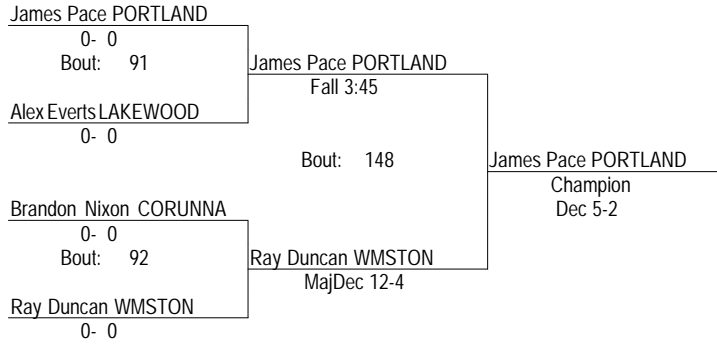 James Pace PORTLAND
0- 0
Bout: 91
James Pace PORTLAND
Fall 3:45
Alex Everts LAKEWOOD
0- 0
Bout: 148
James Pace PORTLAND
Champion
Dec 5-2
Brandon Nixon CORUNNA
0- 0
Bout: 92
Ray Duncan WMSTON
MajDec 12-4
Ray Duncan WMSTON
0- 0